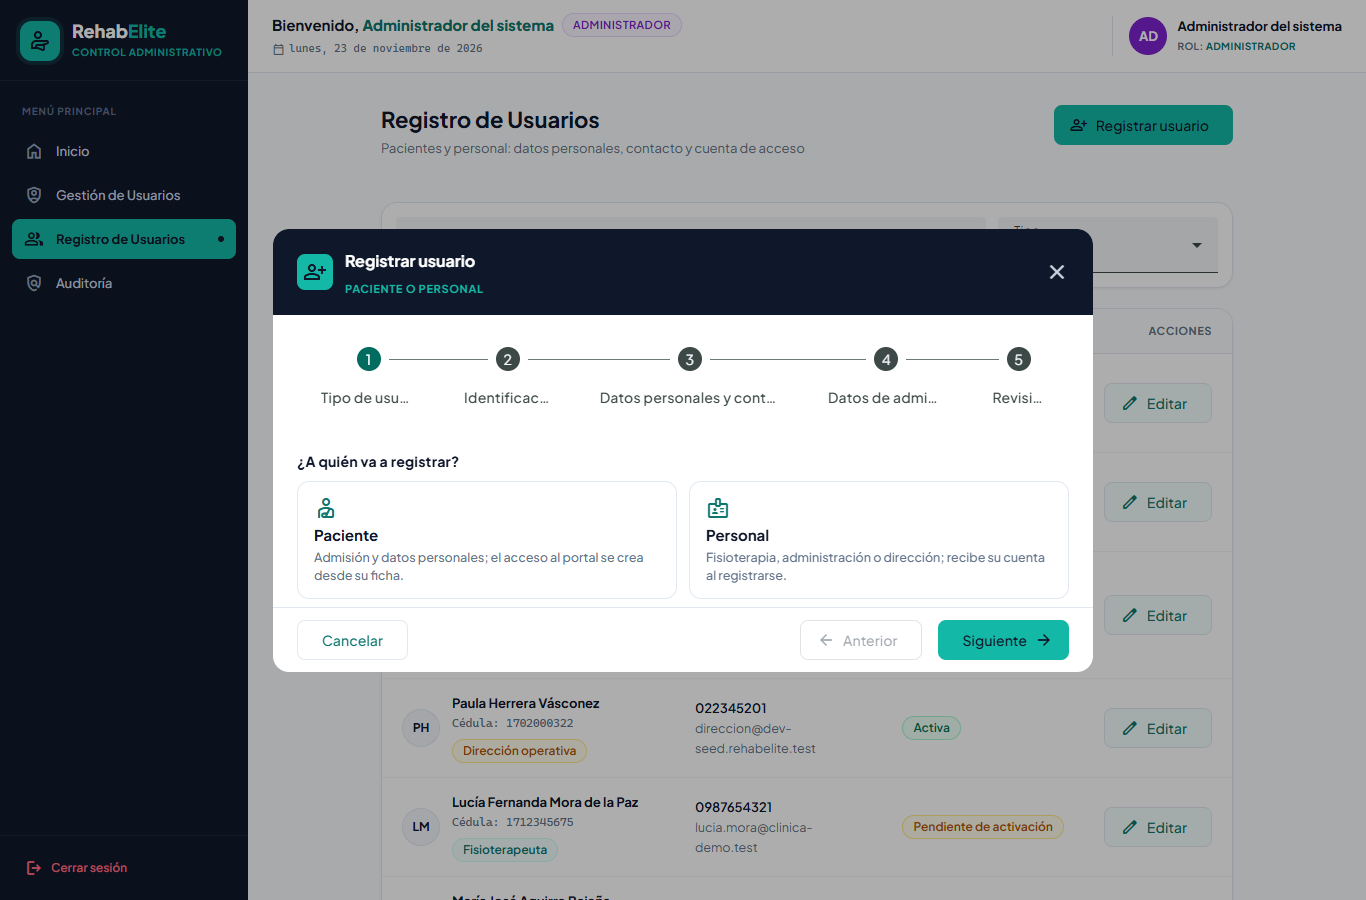 RehabElite
CONTROL ADMINISTRATIVO
MENÚ PRINCIPAL
Inicio
Gestión de Usuarios
Registro de Usuarios
Auditoría
Cerrar sesión
Bienvenido, Administrador del sistema
ADMINISTRADOR
lunes, 23 de noviembre de 2026
AD
Administrador del sistema
ROL: ADMINISTRADOR
Registro de Usuarios
Pacientes y personal: datos personales, contacto y cuenta de acceso
Registrar usuario
Registrar usuario
PACIENTE O PERSONAL
1
2
3
4
5
Tipo de usu…
Identificac…
Datos personales y cont…
Datos de admi…
Revisi…
¿A quién va a registrar?
Paciente
Admisión y datos personales; el acceso al portal se crea
desde su ficha.
Personal
Fisioterapia, administración o dirección; recibe su cuenta
al registrarse.
Cancelar
Anterior
Siguiente
ACCIONES
Editar
Editar
Editar
PH
Paula Herrera Vásconez
Cédula: 1702000322
Dirección operativa
022345201
direccion@dev-
seed.rehabelite.test
Activa
Editar
LM
Lucía Fernanda Mora de la Paz
Cédula: 1712345675
Fisioterapeuta
0987654321
lucia.mora@clinica-
demo.test
Pendiente de activación
Editar